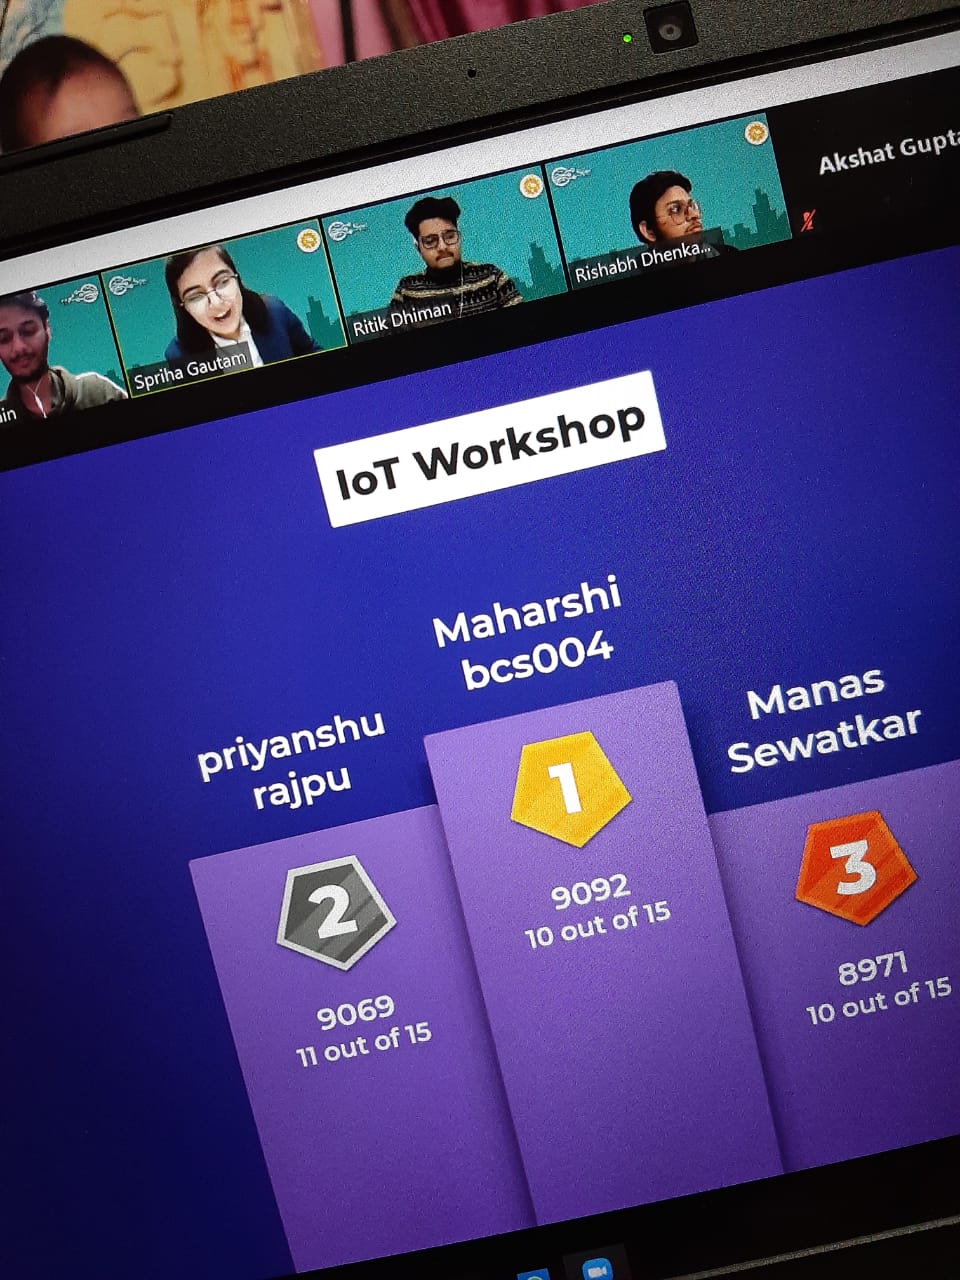 Akshat Gupta
Rishabh Dhenka...
Ritik Dhiman
Spriha Gautam
in
IoT Workshop
Maharshi
bcs004
priyanshu
rajpu
Manas
Sewatkar
1
9092
10 out of 15
2
9069
11 out of 15
3
8971
10 out of 15